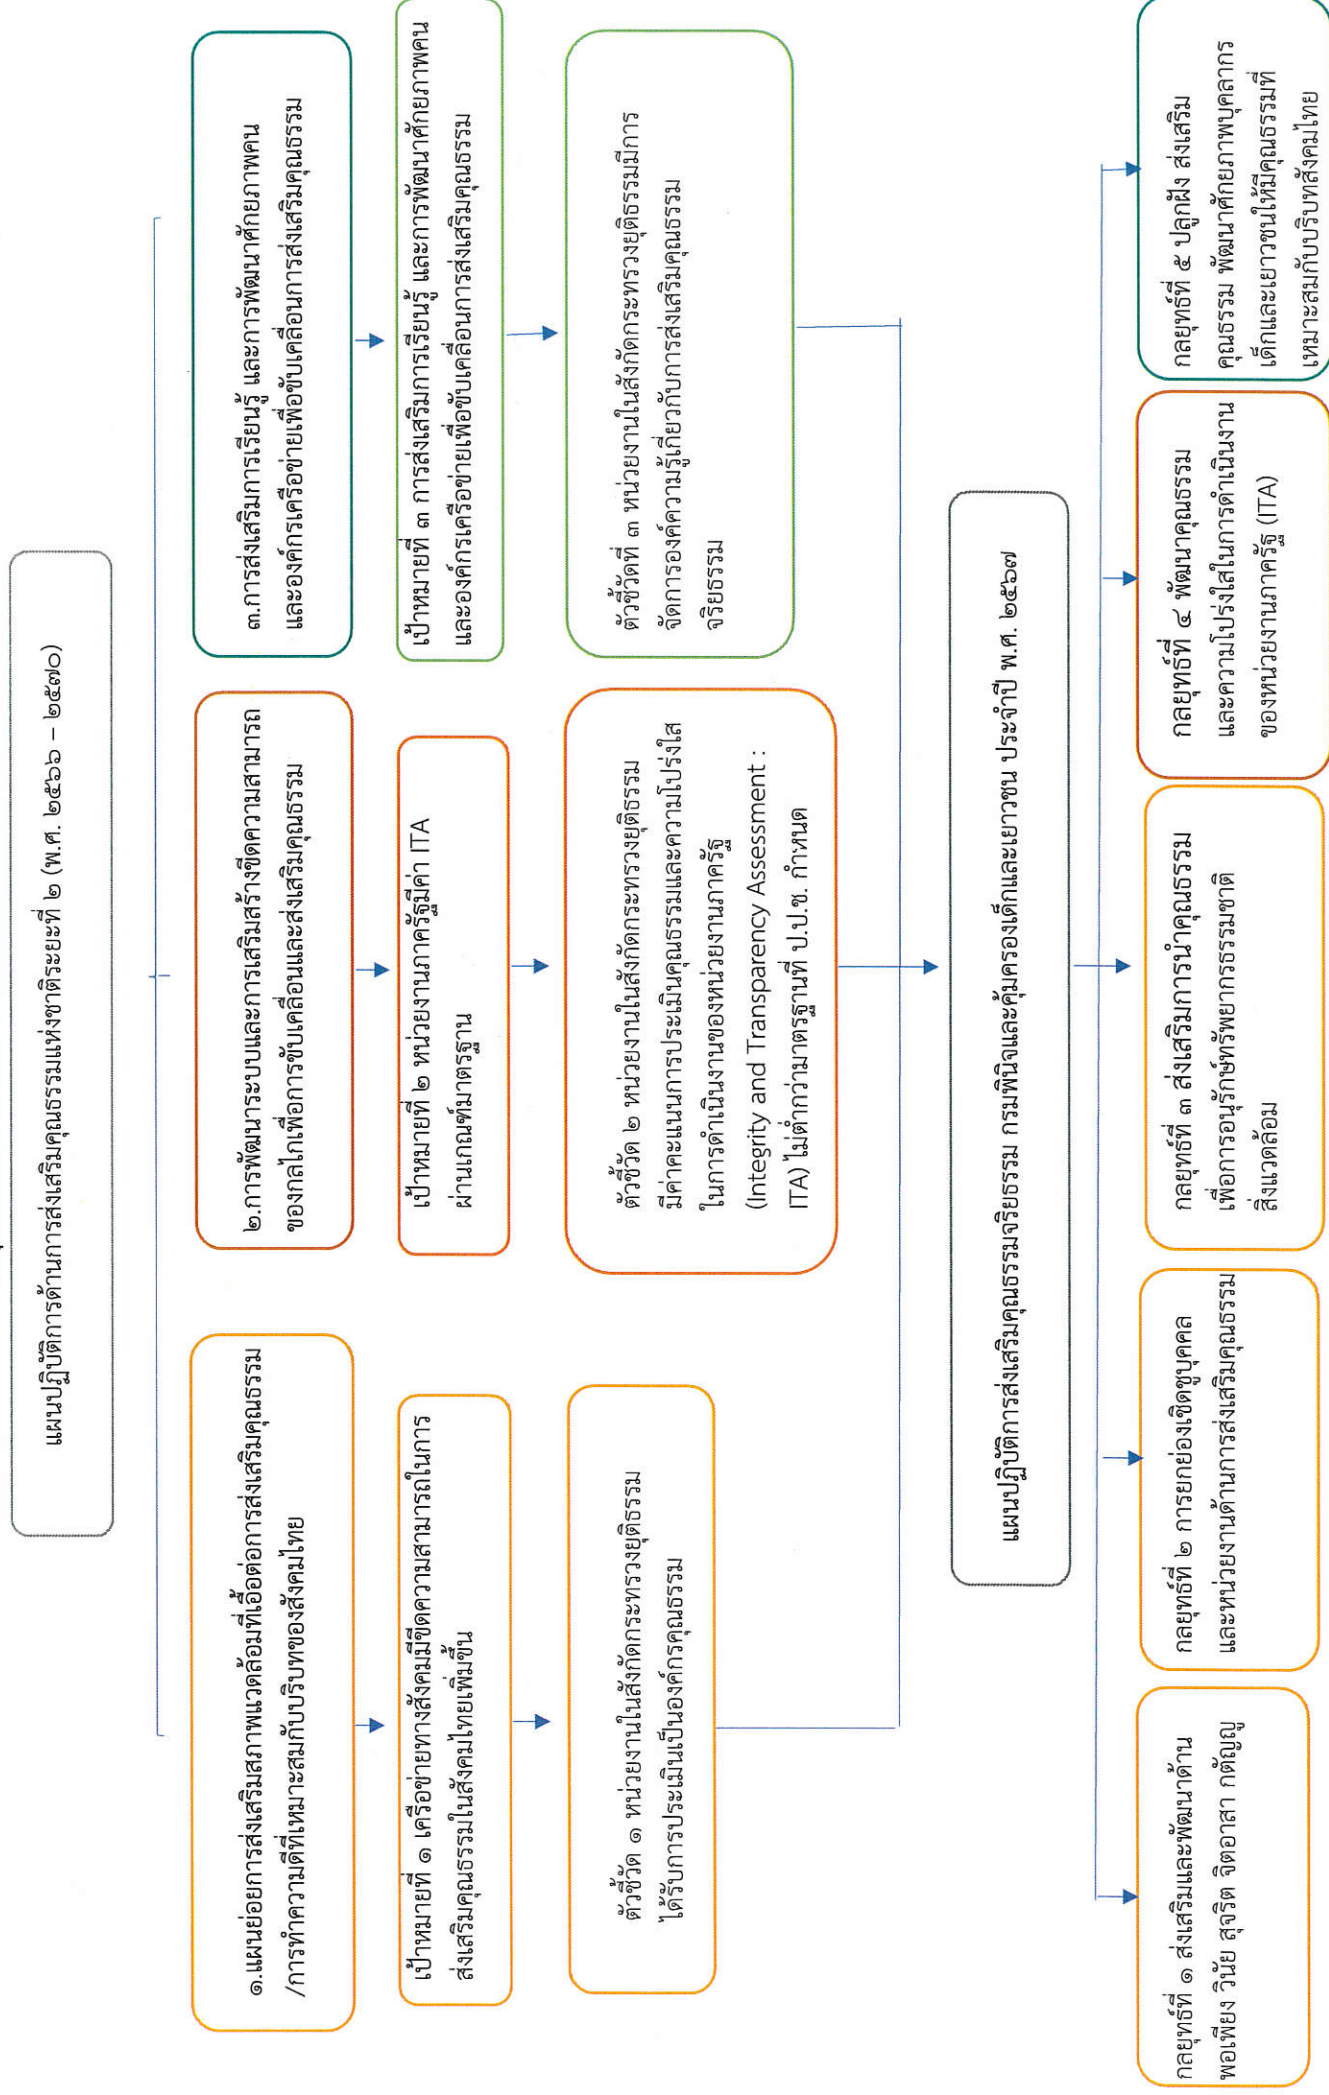 แผนปฏิบัติการด้านการส่งเสริมคุณธรรมแห่งชาติระยะที่ ๒ (พ.ศ. ๒๕๖๖ – ๒๕๗๐)
๑.แผนย่อยการส่งเสริมสภาพแวดล้อมที่เอื้อต่อการส่งเสริมคุณธรรม
/การทำความดีที่เหมาะสมกับบริบทของสังคมไทย
๒.การพัฒนาระบบและการเสริมสร้างขีดความสามารถ
ของกลไกเพื่อการขับเคลื่อนและส่งเสริมคุณธรรม
๓.การส่งเสริมการเรียนรู้ และการพัฒนาศักยภาพคน
และองค์กรเครือข่ายเพื่อขับเคลื่อนการส่งเสริมคุณธรรม
เป้าหมายที่ ๑ เครือข่ายทางสังคมมีขีดความสามารถในการ
ส่งเสริมคุณธรรมในสังคมไทยเพิ่มขึ้น
เป้าหมายที่ ๒ หน่วยงานภาครัฐมีค่า ITA
ผ่านเกณฑ์มาตรฐาน
เป้าหมายที่ ๓ การส่งเสริมการเรียนรู้ และการพัฒนาศักยภาพคน
และองค์กรเครือข่ายเพื่อขับเคลื่อนการส่งเสริมคุณธรรม
ตัวชี้วัด ๑ หน่วยงานในสังกัดกระทรวงยุติธรรม
ได้รับการประเมินเป็นองค์กรคุณธรรม
ตัวชี้วัด ๒ หน่วยงานในสังกัดกระทรวงยุติธรรม
มีค่าคะแนนการประเมินคุณธรรมและความโปร่งใส
ในการดำเนินงานของหน่วยงานภาครัฐ
(Integrity and Transparency Assessment :
ITA) ไม่ต่ำกว่ามาตรฐานที่ ป.ป.ช. กำหนด
ตัวชี้วัดที่ ๓ หน่วยงานในสังกัดกระทรวงยุติธรรมมีการ
จัดการองค์ความรู้เกี่ยวกับการส่งเสริมคุณธรรม
จริยธรรม
แผนปฏิบัติการส่งเสริมคุณธรรมจริยธรรม กรมพินิจและคุ้มครองเด็กและเยาวชน ประจำปี พ.ศ. ๒๕๖๗
กลยุทธ์ที่ ๑ ส่งเสริมและพัฒนาด้าน
พอเพียง วินัย สุจริต จิตอาสา กตัญญู
กลยุทธ์ที่ ๒ การยกย่องเชิดชูบุคคล
และหน่วยงานด้านการส่งเสริมคุณธรรม
กลยุทธ์ที่ ๓ ส่งเสริมการนำคุณธรรม
เพื่อการอนุรักษ์ทรัพยากรธรรมชาติ
สิ่งแวดล้อม
กลยุทธ์ที่ ๔ พัฒนาคุณธรรม
และความโปร่งใสในการดำเนินงาน
ของหน่วยงานภาครัฐ (ITA)
กลยุทธ์ที่ ๕ ปลูกฝัง ส่งเสริม
คุณธรรม พัฒนาศักยภาพบุคลากร
เด็กและเยาวชนให้มีคุณธรรมที่
เหมาะสมกับบริบทสังคมไทย